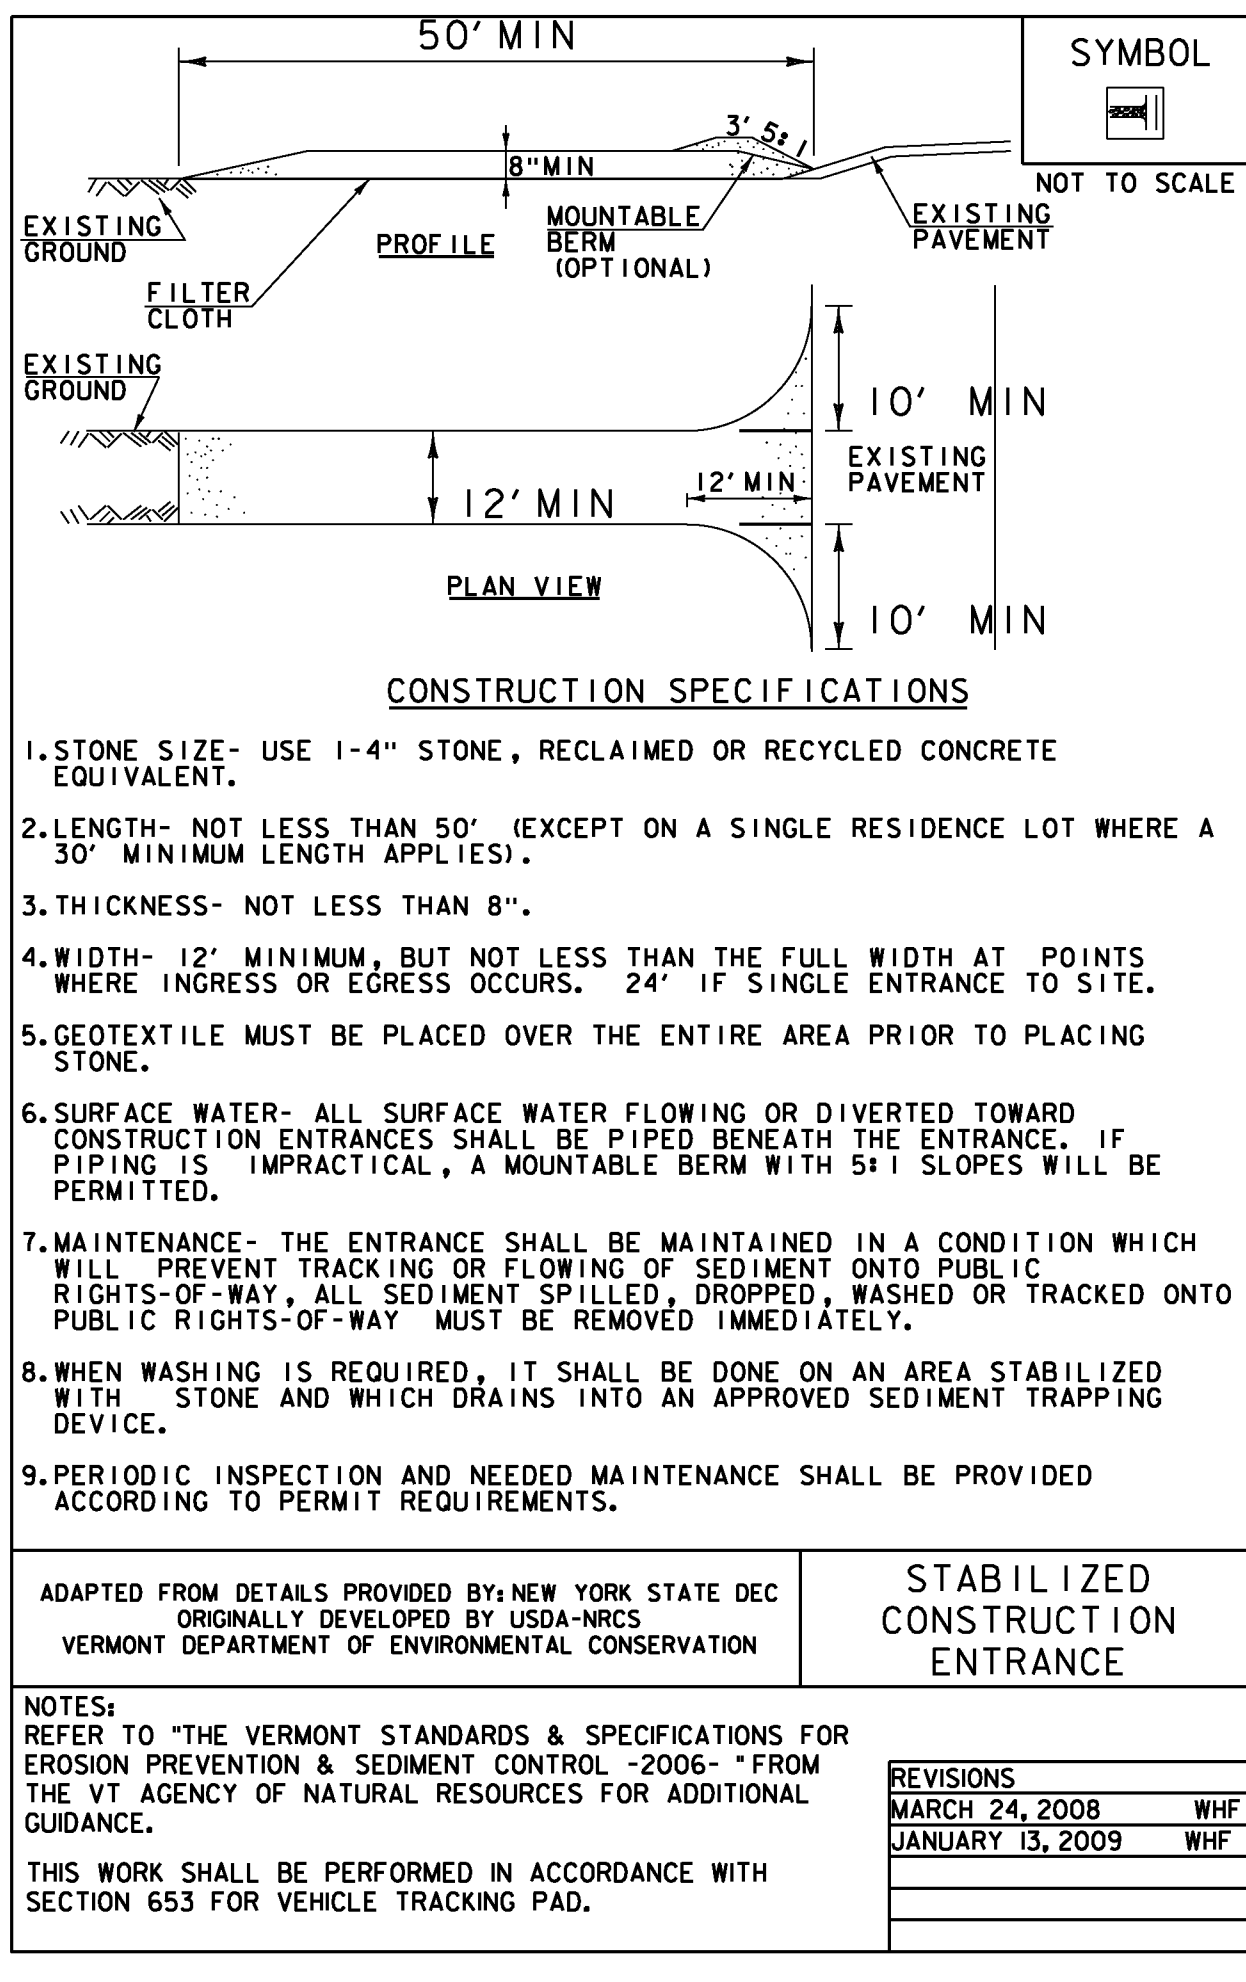 50' MIN
SYMBOL
3' 5:1
8" MIN
NOT TO SCALE
EXISTING
GROUND
PROFILE
MOUNTABLE
BERM
(OPTIONAL)
EXISTING
PAVEMENT
FILTER
CLOTH
EXISTING
GROUND
10' MIN
EXISTING
PAVEMENT
12' MIN
12' MIN
PLAN VIEW
10' MIN
CONSTRUCTION SPECIFICATIONS
1. STONE SIZE- USE 1-4" STONE, RECLAIMED OR RECYCLED CONCRETE
EQUIVALENT.
2. LENGTH- NOT LESS THAN 50' (EXCEPT ON A SINGLE RESIDENCE LOT WHERE A
30' MINIMUM LENGTH APPLIES).
3. THICKNESS- NOT LESS THAN 8".
4. WIDTH- 12' MINIMUM, BUT NOT LESS THAN THE FULL WIDTH AT POINTS
WHERE INGRESS OR EGRESS OCCURS. 24' IF SINGLE ENTRANCE TO SITE.
5. GEOTEXTILE MUST BE PLACED OVER THE ENTIRE AREA PRIOR TO PLACING
STONE.
6. SURFACE WATER- ALL SURFACE WATER FLOWING OR DIVERTED TOWARD
CONSTRUCTION ENTRANCES SHALL BE PIPED BENEATH THE ENTRANCE. IF
PIPING IS IMPRACTICAL, A MOUNTABLE BERM WITH 5:1 SLOPES WILL BE
PERMITTED.
7. MAINTENANCE- THE ENTRANCE SHALL BE MAINTAINED IN A CONDITION WHICH
WILL PREVENT TRACKING OR FLOWING OF SEDIMENT ONTO PUBLIC
RIGHTS-OF-WAY, ALL SEDIMENT SPILLED, DROPPED, WASHED OR TRACKED ONTO
PUBLIC RIGHTS-OF-WAY MUST BE REMOVED IMMEDIATELY.
8. WHEN WASHING IS REQUIRED, IT SHALL BE DONE ON AN AREA STABILIZED
WITH STONE AND WHICH DRAINS INTO AN APPROVED SEDIMENT TRAPPING
DEVICE.
9. PERIODIC INSPECTION AND NEEDED MAINTENANCE SHALL BE PROVIDED
ACCORDING TO PERMIT REQUIREMENTS.
ADAPTED FROM DETAILS PROVIDED BY: NEW YORK STATE DEC
ORIGINALLY DEVELOPED BY USDA-NRCS
VERMONT DEPARTMENT OF ENVIRONMENTAL CONSERVATION
STABILIZED
CONSTRUCTION
ENTRANCE
NOTES:
REFER TO "THE VERMONT STANDARDS & SPECIFICATIONS FOR
EROSION PREVENTION & SEDIMENT CONTROL -2006- " FROM
THE VT AGENCY OF NATURAL RESOURCES FOR ADDITIONAL
GUIDANCE.
THIS WORK SHALL BE PERFORMED IN ACCORDANCE WITH
SECTION 653 FOR VEHICLE TRACKING PAD.
REVISIONS
MARCH 24, 2008 WHF
JANUARY 13, 2009 WHF